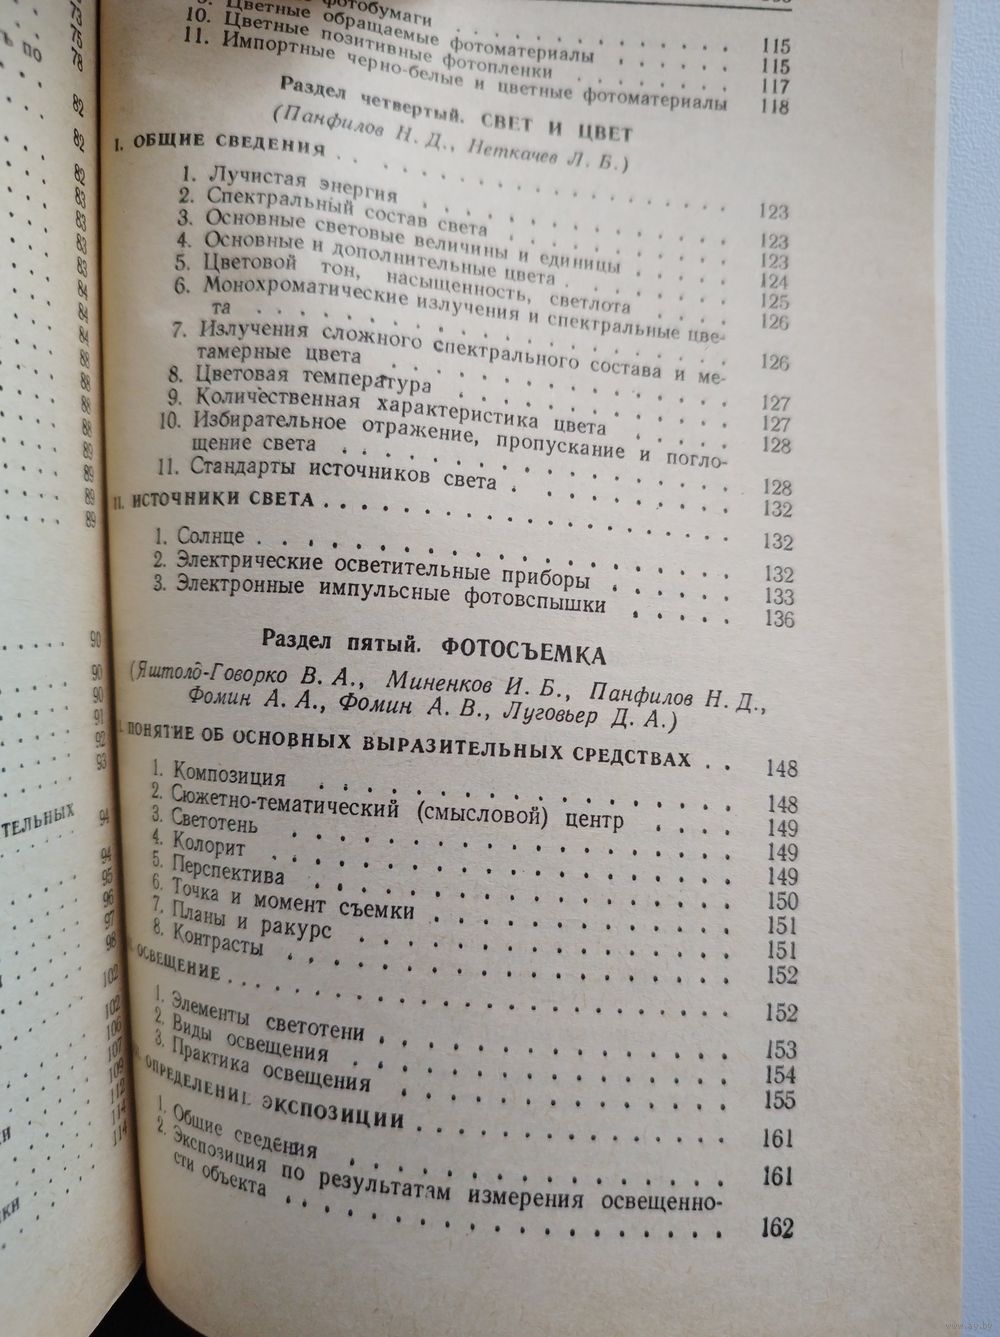 фотобумаги . . . . . . . . . . 115
9. Цветные обращаемые фотоматериалы . . . . . . 115
10. Цветные позитивные фотопленки . . . . . . . 117
11. Импортные черно-белые и цветные фотоматериалы 118
Раздел четвертый. СВЕТ И ЦВЕТ
(Панфилов Н. Д., Неткачев Л. Б.)
I. ОБЩИЕ СВЕДЕНИЯ . . . . . . . . . . 123
1. Лучистая энергия . . . . . . . . . . 123
2. Спектральный состав света . . . . . . . . 123
3. Основные световые величины и единицы . . . . . 124
4. Основные и дополнительные цвета . . . . . . . 125
5. Цветовой тон, насыщенность, светлота . . . . 126
6. Монохроматические излучения и спектральные цве-
та . . . . . . . . . . 126
7. Излучения сложного спектрального состава и ме-
тамерные цвета . . . . . . . . . . 127
8. Цветовая температура . . . . . . . . . 127
9. Количественная характеристика цвета . . . . . 128
10. Избирательное отражение, пропускание и погло-
щение света . . . . . . . . . . 128
11. Стандарты источников света . . . . . . . 132
II. ИСТОЧНИКИ СВЕТА . . . . . . . . . . 132
1. Солнце . . . . . . . . . . 132
2. Электрические осветительные приборы . . . . . 133
3. Электронные импульсные фотовспышки . . . . . 136
Раздел пятый. ФОТОСЪЕМКА
(Яштолд-Говорко В. А., Миненков И. Б., Панфилов Н. Д.,
Фомин А. А., Фомин А. В., Луговьер Д. А.)
I. ПОНЯТИЕ ОБ ОСНОВНЫХ ВЫРАЗИТЕЛЬНЫХ СРЕДСТВАХ . . 148
1. Композиция . . . . . . . . . . 148
2. Сюжетно-тематический (смысловой) центр . . . . 149
3. Светотень . . . . . . . . . . 149
4. Колорит . . . . . . . . . . 149
5. Перспектива . . . . . . . . . . 150
6. Точка и момент съемки . . . . . . . . . 151
7. Планы и ракурс . . . . . . . . . . 151
8. Контрасты . . . . . . . . . . 152
ОСВЕЩЕНИЕ . . . . . . . . . . 152
1. Элементы светотени . . . . . . . . . . 153
2. Виды освещения . . . . . . . . . . 154
3. Практика освещения . . . . . . . . . . 155
ОПРЕДЕЛЕНИЕ ЭКСПОЗИЦИИ . . . . . . . . . 161
1. Общие сведения . . . . . . . . . . 161
2. Экспозиция по результатам измерения освещенно-
сти объекта . . . . . . . . . . 162
www.ay.by